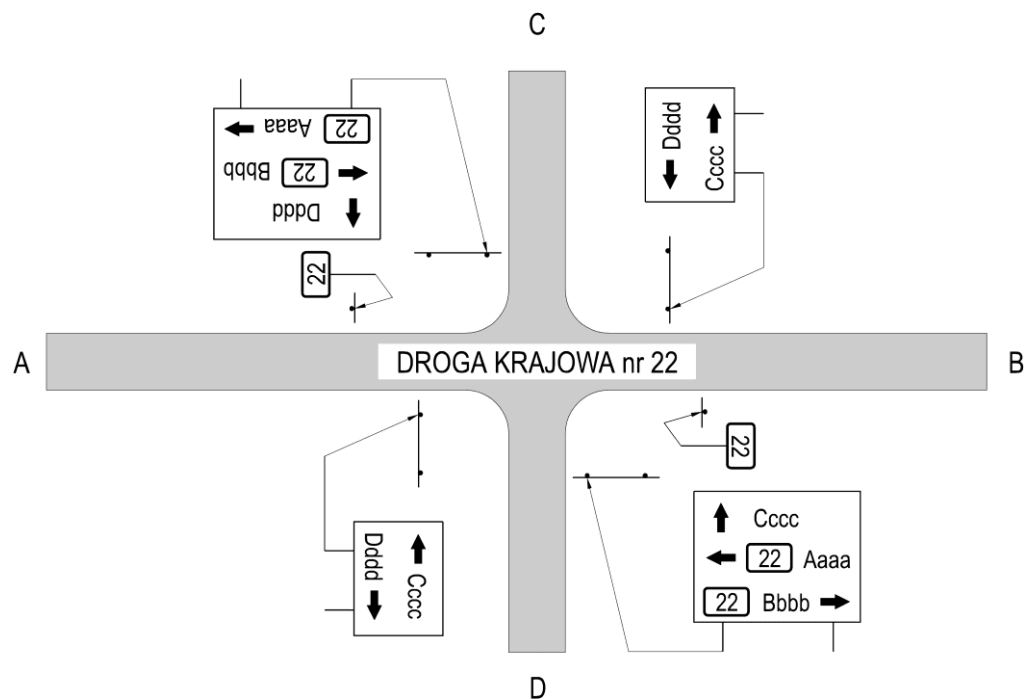 C
22 Aaaa
22 Bbbb
Dddd
22
Dddd
Cccc
A
DROGA KRAJOWA nr 22
B
22
Dddd
Cccc
Cccc
22 Aaaa
22 Bbbb
D